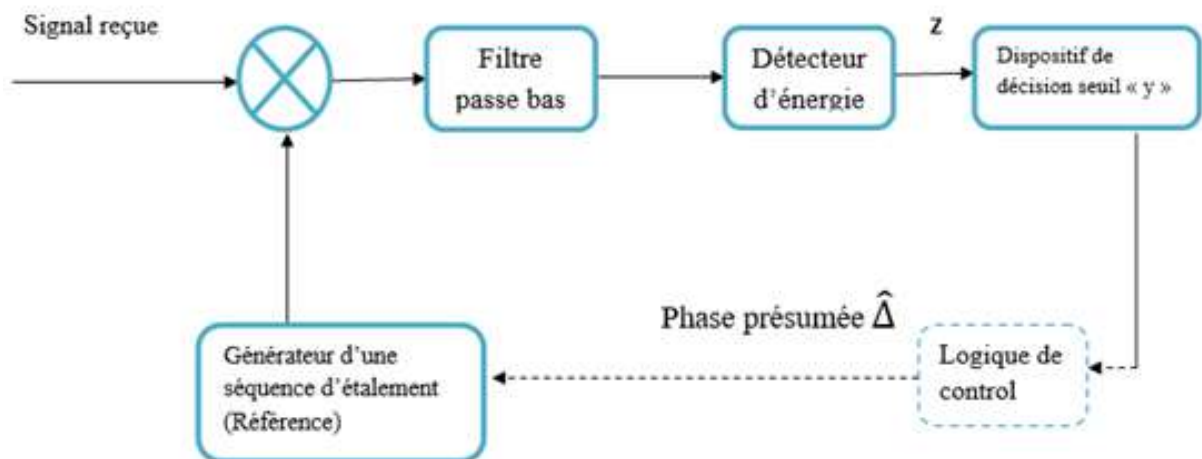 Signal reçue
Filtre
passe bas
Détecteur
d’énergie
z
Dispositif de
décision seuil « y »
Phase présumée Δ̂
Logique de
control
Générateur d’une
séquence d’étalement
(Référence)